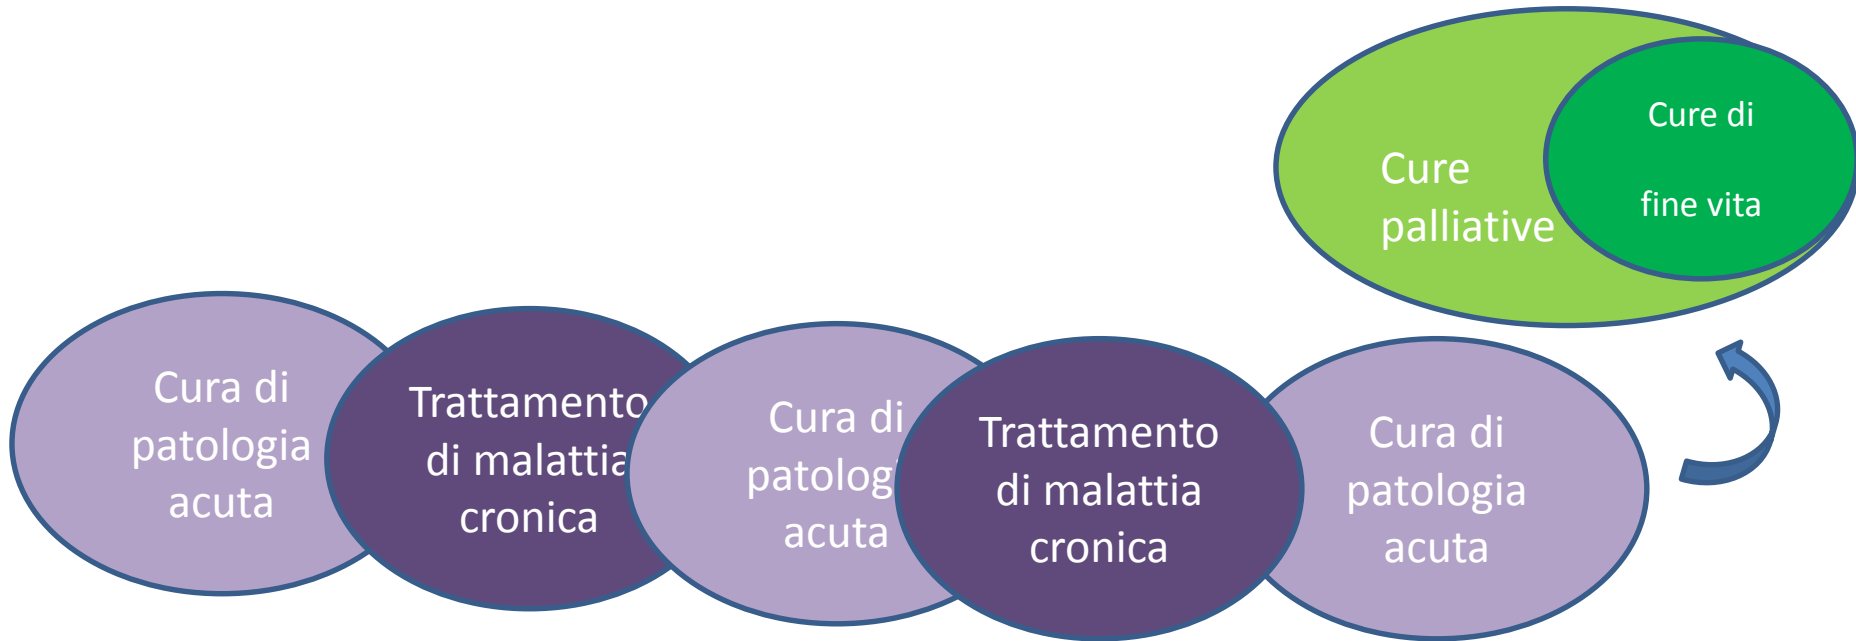 Cure di
fine vita
Cure
palliative
Cura di
patologia
acuta
Trattamento
di malattia
cronica
Cura di
patologi
acuta
Trattamento
di malattia
cronica
Cura di
patologia
acuta